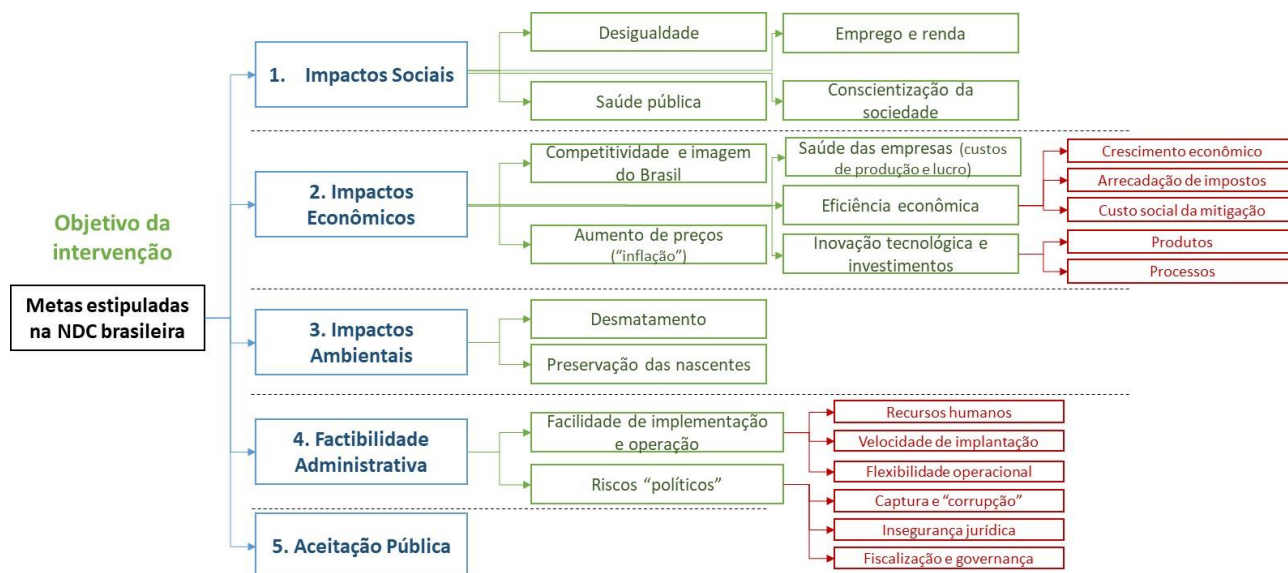 Objetivo da
intervenção
Metas estipuladas
na NDC brasileira
1. Impactos Sociais
Desigualdade
Emprego e renda
Saúde pública
Conscientização da
sociedade
2. Impactos
Econômicos
Competitividade e imagem
do Brasil
Saúde das empresas (custos
de produção e lucro)
Eficiência econômica
Crescimento econômico
Arrecadação de impostos
Custo social da mitigação
Aumento de preços
(“inflação”)
Inovação tecnológica e
investimentos
Produtos
Processos
3. Impactos
Ambientais
Desmatamento
Preservação das nascentes
4. Factibilidade
Administrativa
Facilidade de implementação
e operação
Recursos humanos
Velocidade de implantação
Flexibilidade operacional
Riscos “políticos”
Captura e “corrupção”
Insegurança jurídica
Fiscalização e governança
5. Aceitação Pública